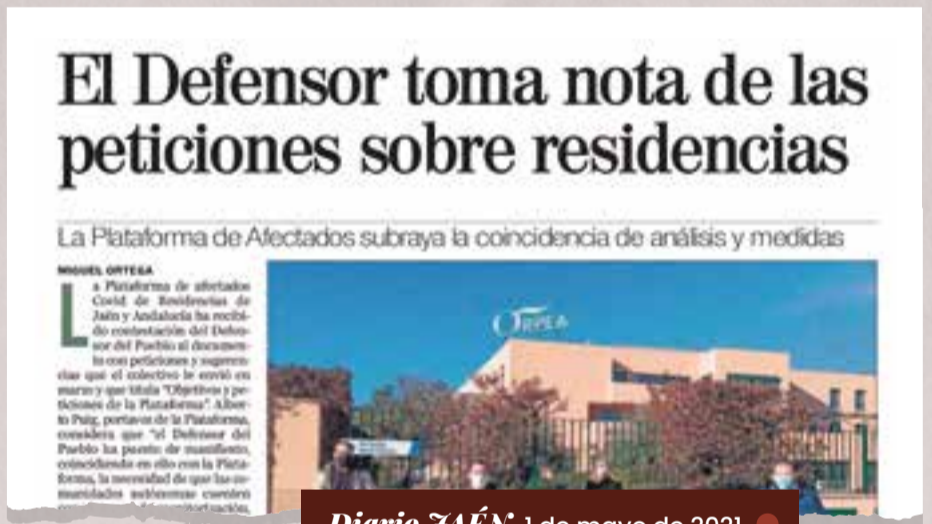 El Defensor toma nota de las
peticiones sobre residencias
La Plataforma de Afectados subraya la coincidencia de análisis y medidas
MIGUEL ORTEGA
La Plataforma de afectados
Covid de Residencias de
Jaén y Andalucía ha recibi-
do contestación del Defen-
sor del Pueblo al documen-
to con peticiones y sugeren-
cias que el colectivo le envió en
marzo y que titula "Objetivos y pe-
ticiones de la Plataforma". Alber-
to Puig, portavoz de la Plataforma,
considera que "el Defensor del
Pueblo ha puesto de manifiesto,
coincidiendo en ello con la Plata-
forma, la necesidad de que las co-
munidades autónomas cuenten
ORPEA
Diario JAÉN, 1 de mayo de 2021